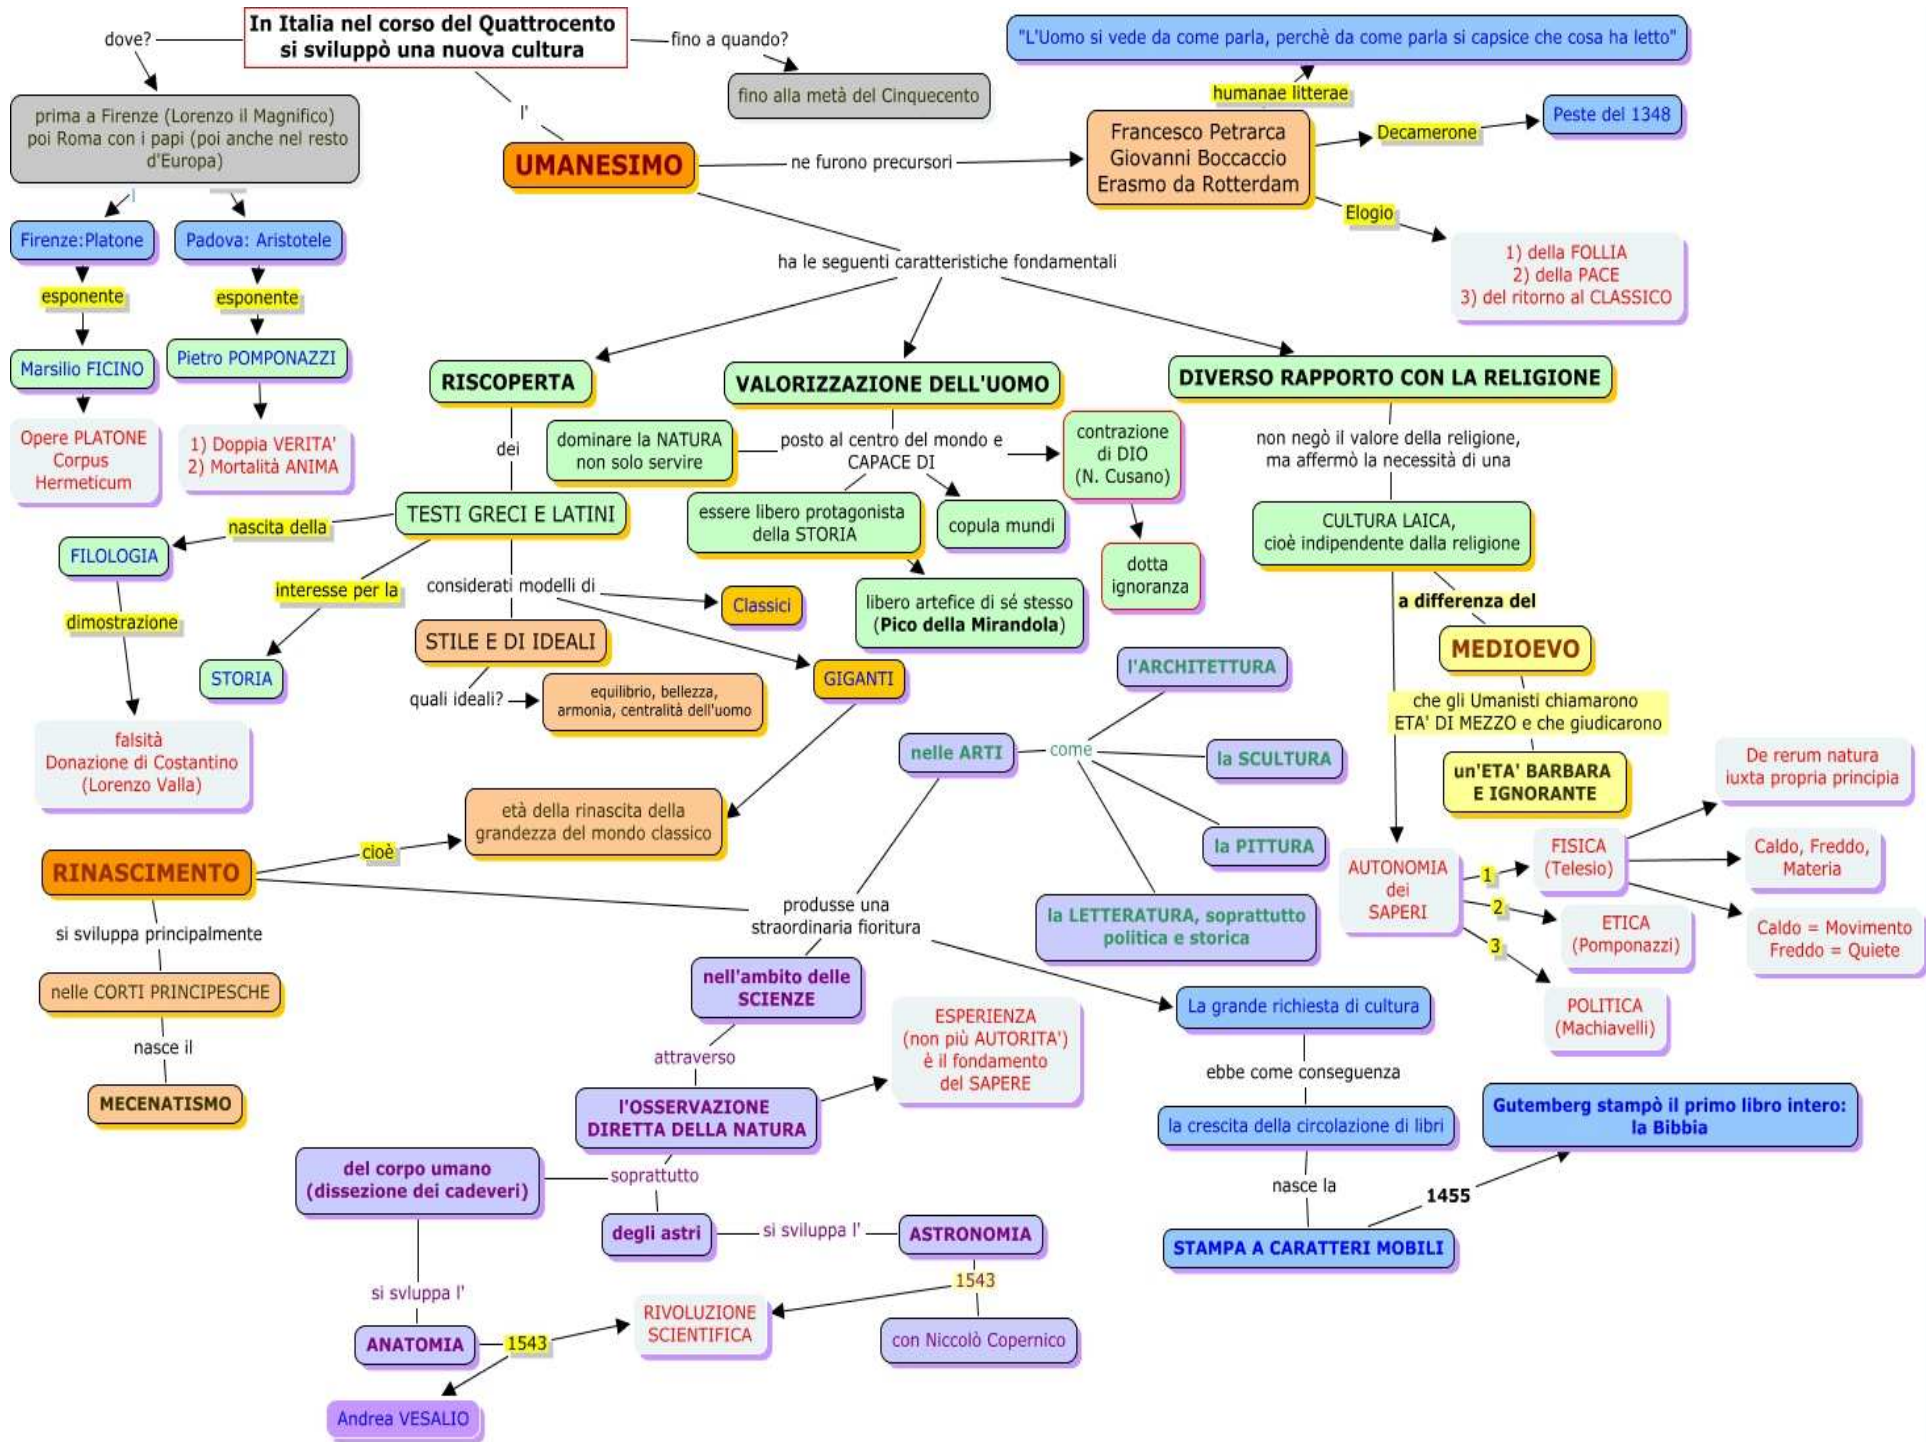 In Italia nel corso del Quattrocento
si sviluppò una nuova cultura
dove?
fino a quando?
fino alla metà del Cinquecento
prima a Firenze (Lorenzo il Magnifico)
poi Roma con i papi (poi anche nel resto
d'Europa)
l'
UMANESIMO
ne furono precursori
Francesco Petrarca
Giovanni Boccaccio
Erasmo da Rotterdam
humanae litterae
"L'Uomo si vede da come parla, perchè da come parla si capsice che cosa ha letto"
Decamerone
Peste del 1348
Elogio
1) della FOLLIA
2) della PACE
3) del ritorno al CLASSICO
Firenze:Platone
Padova: Aristotele
esponente
esponente
Marsilio FICINO
Pietro POMPONAZZI
Opere PLATONE
Corpus
Hermeticum
1) Doppia VERITA'
2) Mortalità ANIMA
ha le seguenti caratteristiche fondamentali
RISCOPERTA
VALORIZZAZIONE DELL'UOMO
DIVERSO RAPPORTO CON LA RELIGIONE
dei
TESTI GRECI E LATINI
nascita della
FILOLOGIA
dimostrazione
falsità
Donazione di Costantino
(Lorenzo Valla)
interesse per la
STORIA
considerati modelli di
Classici
STILE E DI IDEALI
quali ideali?
equilibrio, bellezza,
armonia, centralità dell'uomo
GIGANTI
dominare la NATURA
non solo servire
posto al centro del mondo e
CAPACE DI
contrazione
di DIO
(N. Cusano)
essere libero protagonista
della STORIA
copula mundi
dotta
ignoranza
libero artefice di sé stesso
(Pico della Mirandola)
non negò il valore della religione,
ma affermò la necessità di una
CULTURA LAICA,
cioè indipendente dalla religione
a differenza del
MEDIOEVO
che gli Umanisti chiamarono
ETA' DI MEZZO e che giudicarono
un'ETA' BARBARA
E IGNORANTE
AUTONOMIA
dei
SAPERI
1
FISICA
(Telesio)
De rerum natura
iuxta propria principia
Caldo, Freddo,
Materia
Caldo = Movimento
Freddo = Quiete
2
ETICA
(Pomponazzi)
3
POLITICA
(Machiavelli)
RINASCIMENTO
cioè
età della rinascita della
grandezza del mondo classico
si sviluppa principalmente
nelle CORTI PRINCIPESCHE
nasce il
MECENATISMO
produsse una
straordinaria fioritura
nelle ARTI
come
l'ARCHITETTURA
la SCULTURA
la PITTURA
la LETTERATURA, soprattutto
politica e storica
nell'ambito delle
SCIENZE
attraverso
l'OSSERVAZIONE
DIRETTA DELLA NATURA
ESPERIENZA
(non più AUTORITA')
è il fondamento
del SAPERE
soprattutto
del corpo umano
(dissezione dei cadeveri)
degli astri
si sviluppa l'
ASTRONOMIA
1543
con Niccolò Copernico
si svluppa l'
ANATOMIA
1543
RIVOLUZIONE
SCIENTIFICA
Andrea VESALIO
La grande richiesta di cultura
ebbe come conseguenza
la crescita della circolazione di libri
nasce la
STAMPA A CARATTERI MOBILI
1455
Gutemberg stampò il primo libro intero:
la Bibbia